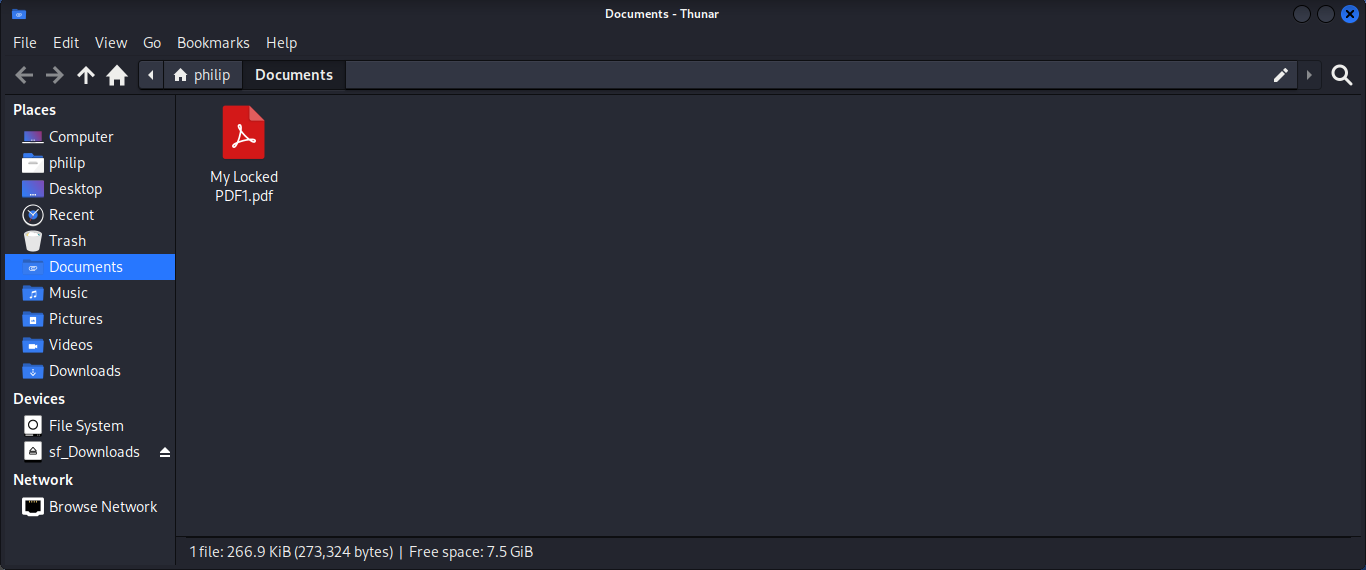 Documents - Thunar
File Edit View Go Bookmarks Help
philip Documents
Places
Computer
philip
Desktop
Recent
Trash
Documents
Music
Pictures
Videos
Downloads
Devices
File System
sf_Downloads
Network
Browse Network
My Locked
PDF1.pdf
1 file: 266.9 KiB (273,324 bytes) | Free space: 7.5 GiB